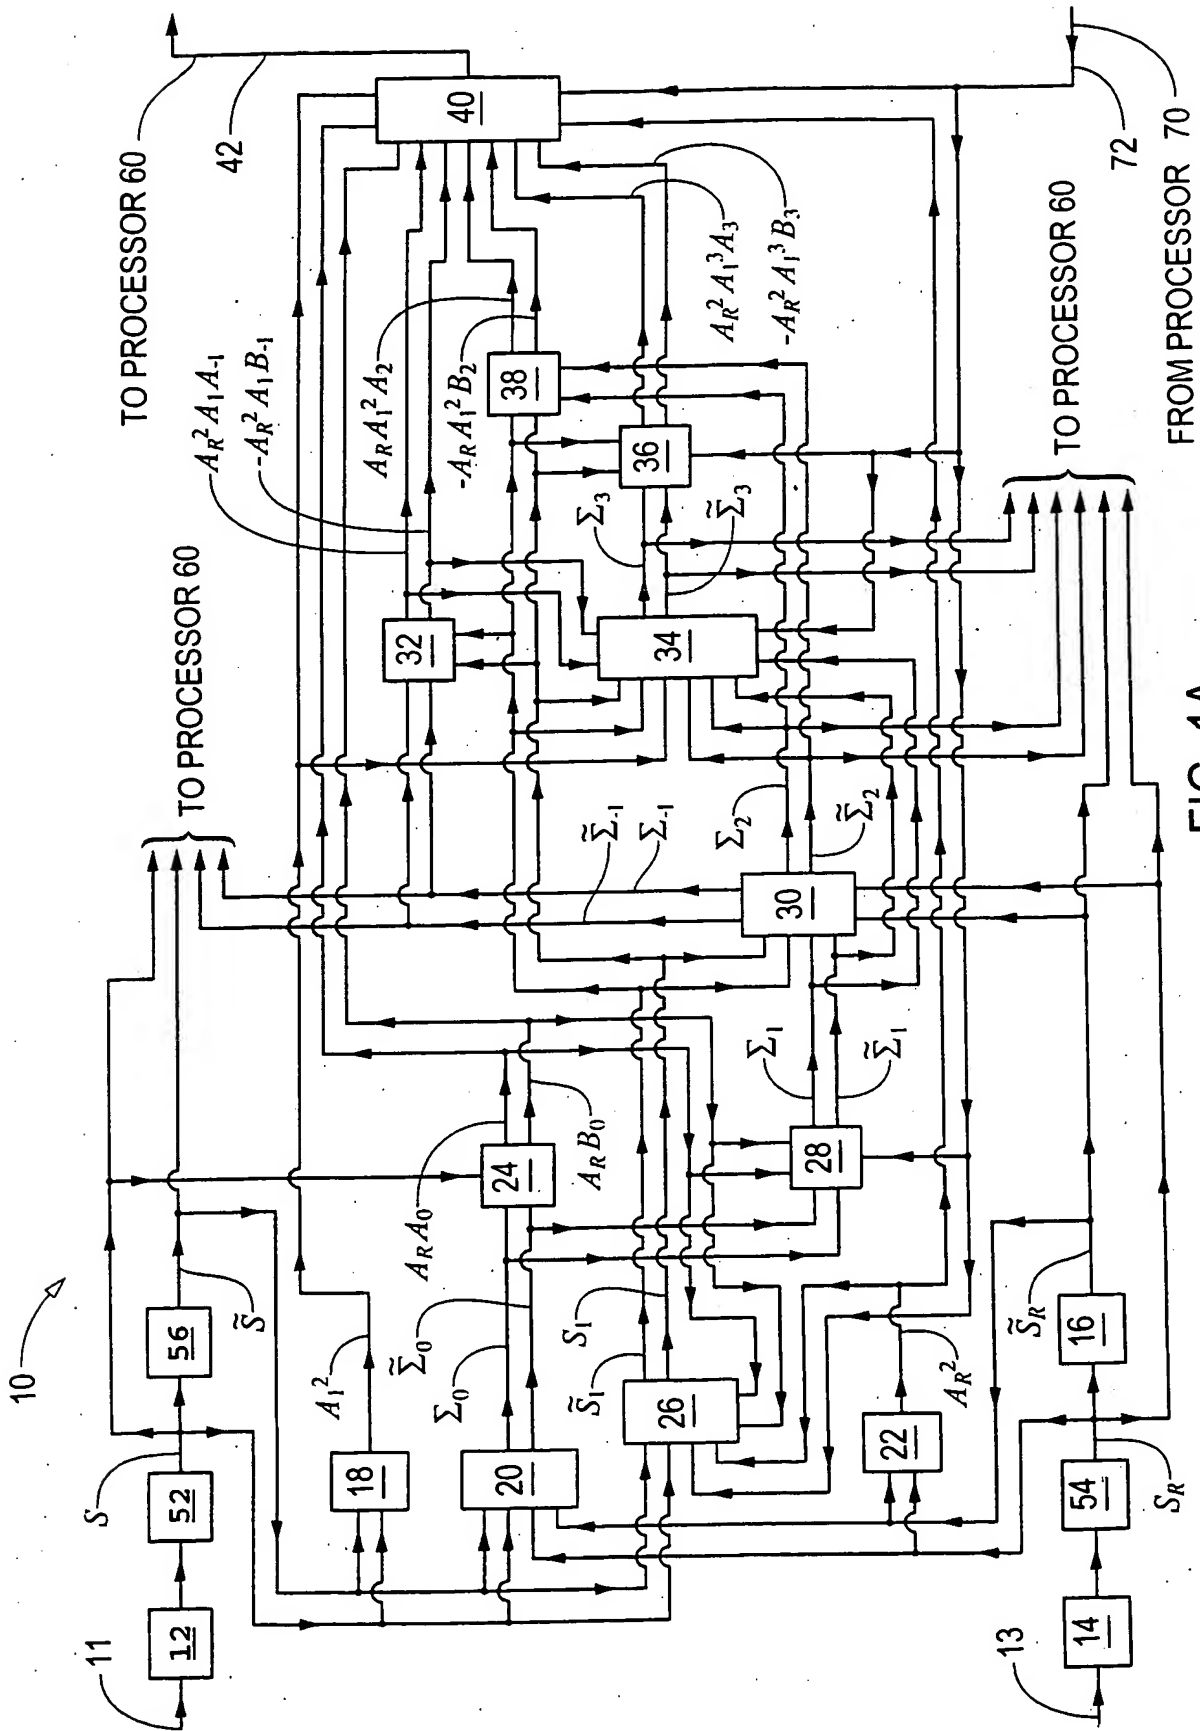 10
11
12
52
S
56
S̃
TO PROCESSOR 60
TO PROCESSOR 60
42
18
A₁²
20
Σ₀
Σ̃₀
24
A_R A₀
A_R B₀
32
A_R² A₁ A₋₁
-A_R² A₁ B₋₁
A_R A₁² A₂
-A_R A₁² B₂
38
40
26
S̃₁
S₁
Σ̃₋₁
Σ₋₁
34
Σ₃
Σ̃₃
36
A_R² A₁³ A₃
-A_R² A₁³ B₃
28
Σ₁
Σ̃₁
30
Σ₂
Σ̃₂
22
A_R²
13
14
54
S_R
16
S̃_R
TO PROCESSOR 60
72
FROM PROCESSOR 70
70
FIG.